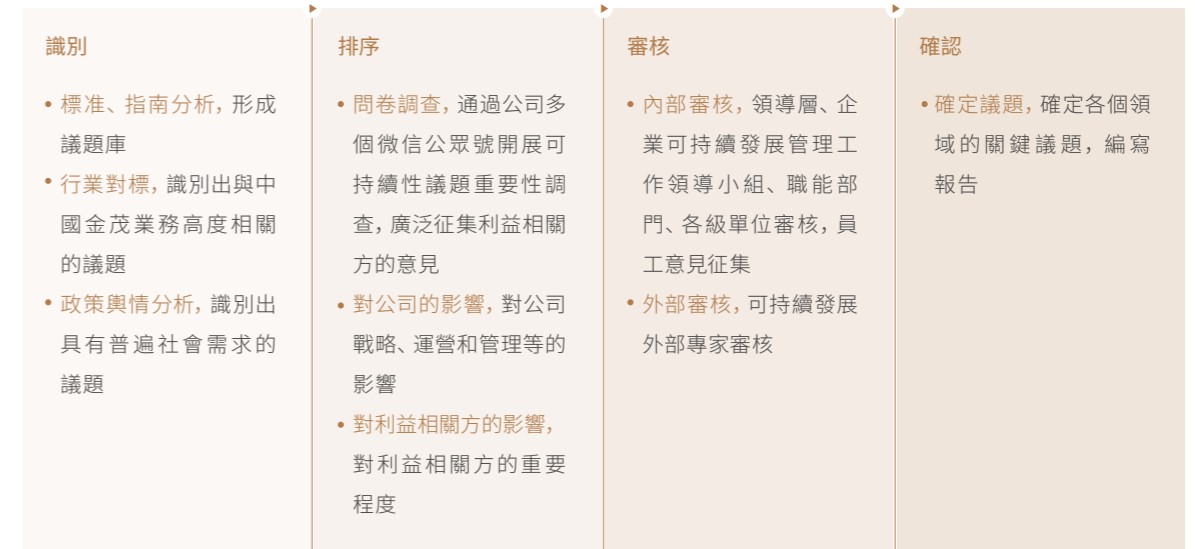 識別
• 標准、指南分析，形成
議題庫
• 行業對標，識別出與中
國金茂業務高度相關
的議題
• 政策輿情分析，識別出
具有普遍社會需求的
議題
排序
• 問卷調查，通過公司多
個微信公眾號開展可
持續性議題重要性調
查，廣泛征集利益相關
方的意見
• 對公司的影響，對公司
戰略、運營和管理等的
影響
• 對利益相關方的影響，
對利益相關方的重要
程度
審核
• 內部審核，領導層、企
業可持續發展管理工
作領導小組、職能部
門、各級單位審核，員
工意見征集
• 外部審核，可持續發展
外部專家審核
確認
• 確定議題，確定各個領
域的關鍵議題，編寫
報告